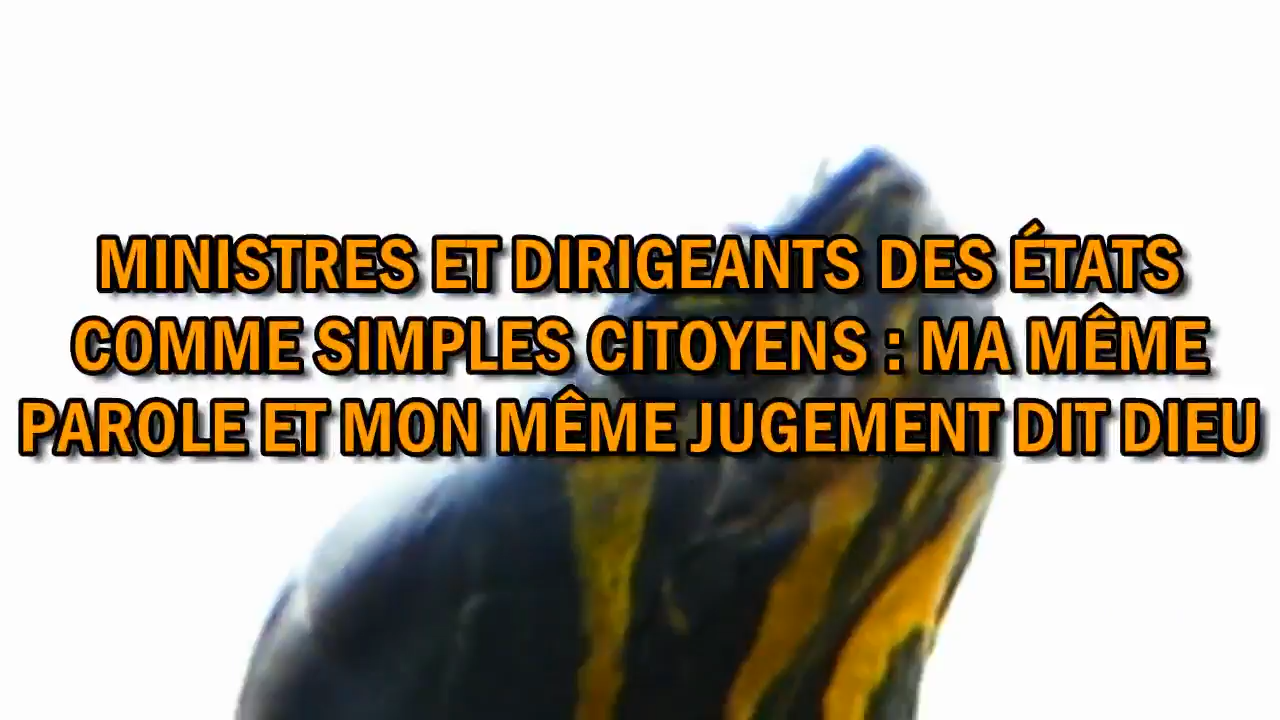 MINISTRES ET DIRIGEANTS DES ÉTATS
COMME SIMPLES CITOYENS : MA MÊME
PAROLE ET MON MÊME JUGEMENT DIT DIEU